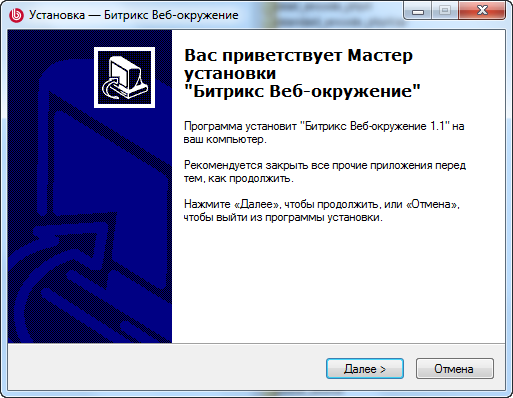 Установка — Битрикс Веб-окружение
Вас приветствует Мастер
установки
"Битрикс Веб-окружение"
Программа установит "Битрикс Веб-окружение 1.1" на
ваш компьютер.
Рекомендуется закрыть все прочие приложения перед
тем, как продолжить.
Нажмите «Далее», чтобы продолжить, или «Отмена»,
чтобы выйти из программы установки.
Далее >
Отмена